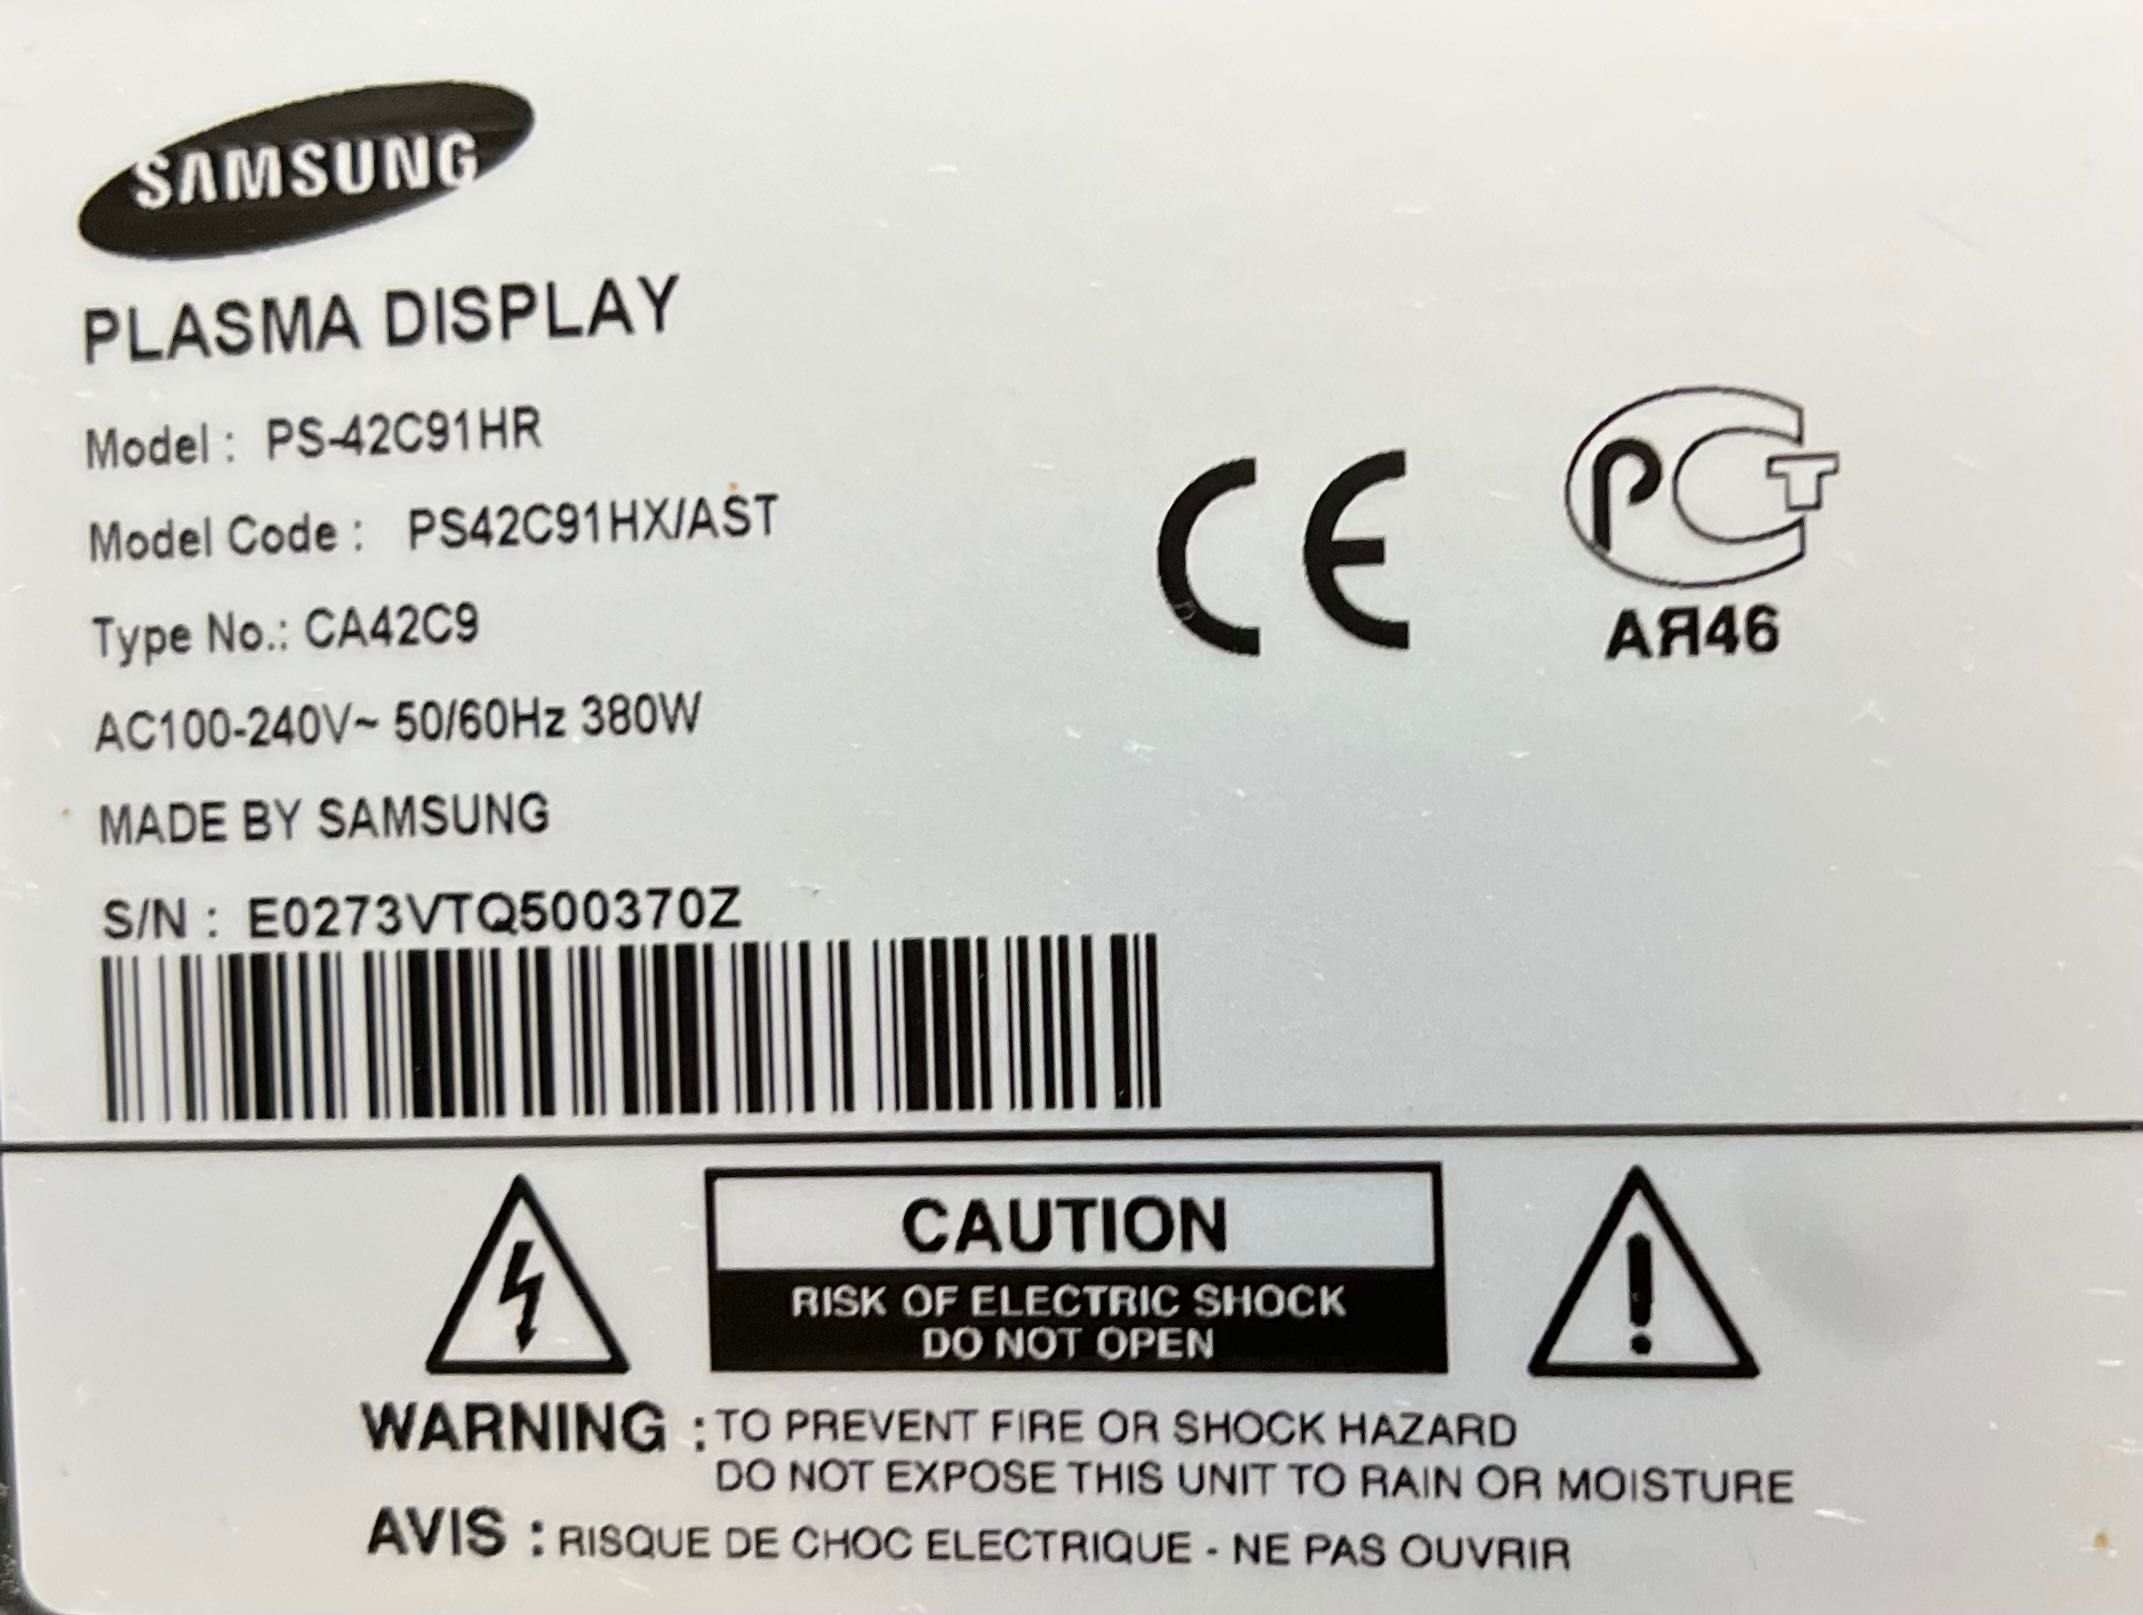 SAMSUNG
PLASMA DISPLAY
Model : PS-42C91HR
Model Code : PS42C91HX/AST
Type No.: CA42C9
AC100-240V~ 50/60Hz 380W
MADE BY SAMSUNG
S/N : E0273VTQ500370Z
CE
РСТ
АЯ46
CAUTION
RISK OF ELECTRIC SHOCK
DO NOT OPEN
WARNING : TO PREVENT FIRE OR SHOCK HAZARD
DO NOT EXPOSE THIS UNIT TO RAIN OR MOISTURE
AVIS : RISQUE DE CHOC ELECTRIQUE - NE PAS OUVRIR